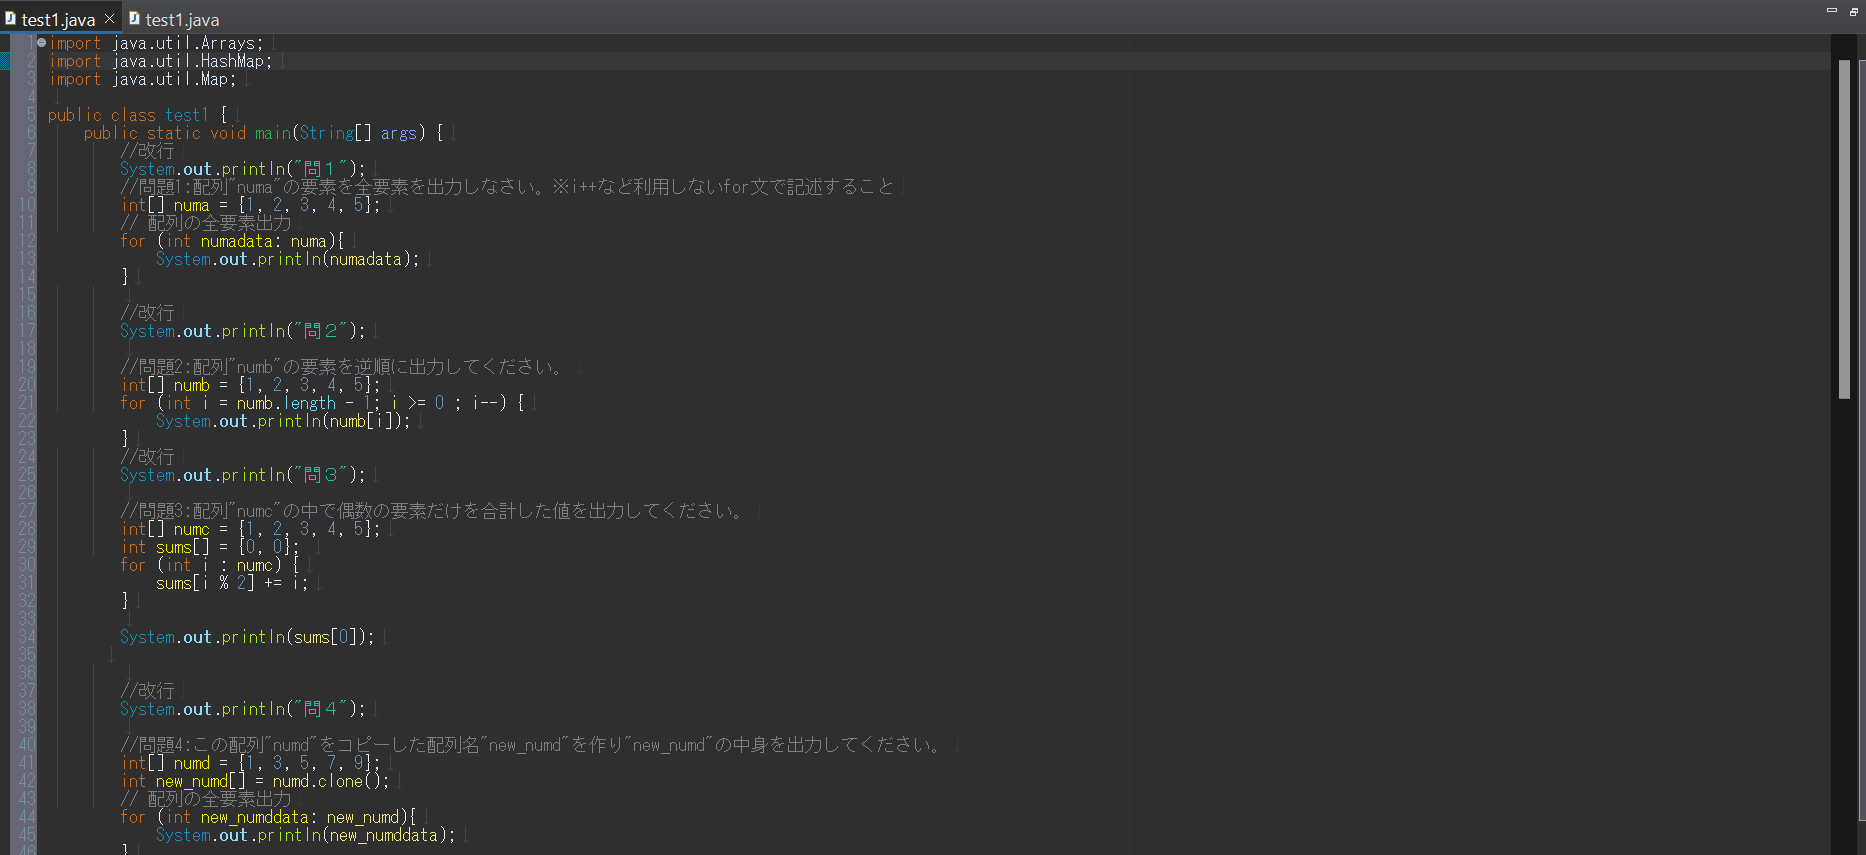 test1.java test1.java
1 import java.util.Arrays;
2 import java.util.HashMap;
3 import java.util.Map;
4
5 public class test1 {
6 public static void main(String[] args) {
7 //改行
8 System.out.println("問１");
9 //問題1:配列"numa"の要素を全要素を出力しなさい。※i++など利用しないfor文で記述すること
10 int[] numa = {1, 2, 3, 4, 5};
11 // 配列の全要素出力
12 for (int numadata: numa){
13 System.out.println(numadata);
14 }
15
16 //改行
17 System.out.println("問２");
18
19 //問題2:配列"numb"の要素を逆順に出力してください。
20 int[] numb = {1, 2, 3, 4, 5};
21 for (int i = numb.length - 1; i >= 0 ; i--) {
22 System.out.println(numb[i]);
23 }
24 //改行
25 System.out.println("問３");
26
27 //問題3:配列"numc"の中で偶数の要素だけを合計した値を出力してください。
28 int[] numc = {1, 2, 3, 4, 5};
29 int sums[] = {0, 0};
30 for (int i : numc) {
31 sums[i % 2] += i;
32 }
33
34 System.out.println(sums[0]);
35
36
37 //改行
38 System.out.println("問４");
39
40 //問題4:この配列"numd"をコピーした配列名"new_numd"を作り"new_numd"の中身を出力してください。
41 int[] numd = {1, 3, 5, 7, 9};
42 int new_numd[] = numd.clone();
43 // 配列の全要素出力
44 for (int new_numddata: new_numd){
45 System.out.println(new_numddata);
46 }